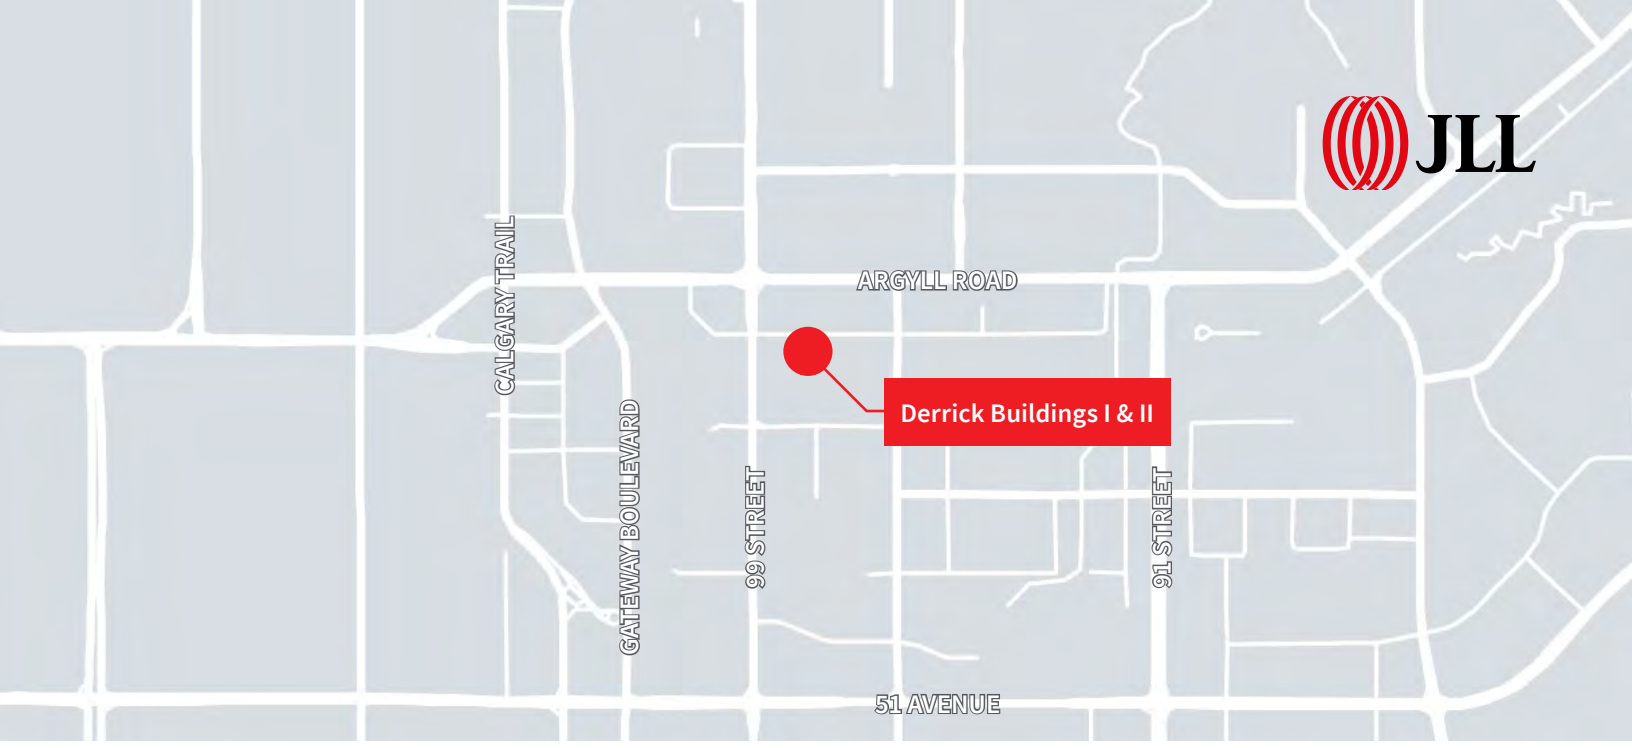 JLL
CALGARY TRAIL
ARGYLL ROAD
Derrick Buildings I & II
GATEWAY BOULEVARD
99 STREET
91 STREET
51 AVENUE